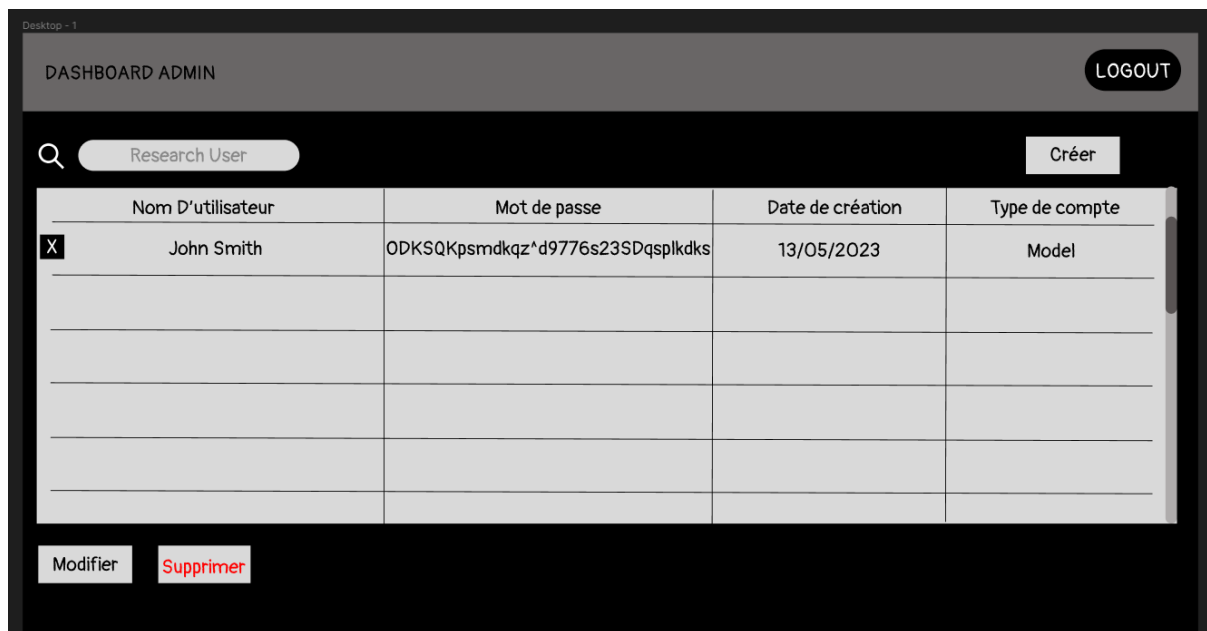 Desktop - 1
DASHBOARD ADMIN
LOGOUT
Research User
Créer
Nom D'utilisateur Mot de passe Date de création Type de compte
X John Smith ODKSQKpsmdkqz^d9776s23SDqsplkdks 13/05/2023 Model
Modifier Supprimer